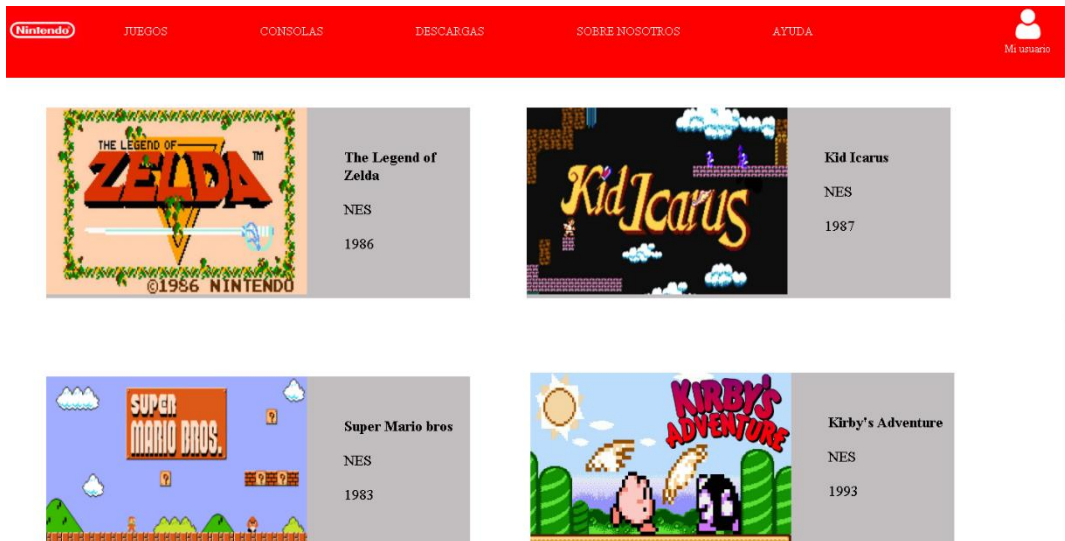 Nintendo
JUEGOS
CONSOLAS
DESCARGAS
SOBRE NOSOTROS
AYUDA
Mi usuario
THE LEGEND OF
ZELDA TM
©1986 NINTENDO
The Legend of
Zelda
NES
1986
Kid Icarus
Kid Icarus
NES
1987
SUPER
MARIO BROS.
?
?
? ? ?
Super Mario bros
NES
1983
KIRBY'S
ADVENTURE
Kirby's Adventure
NES
1993